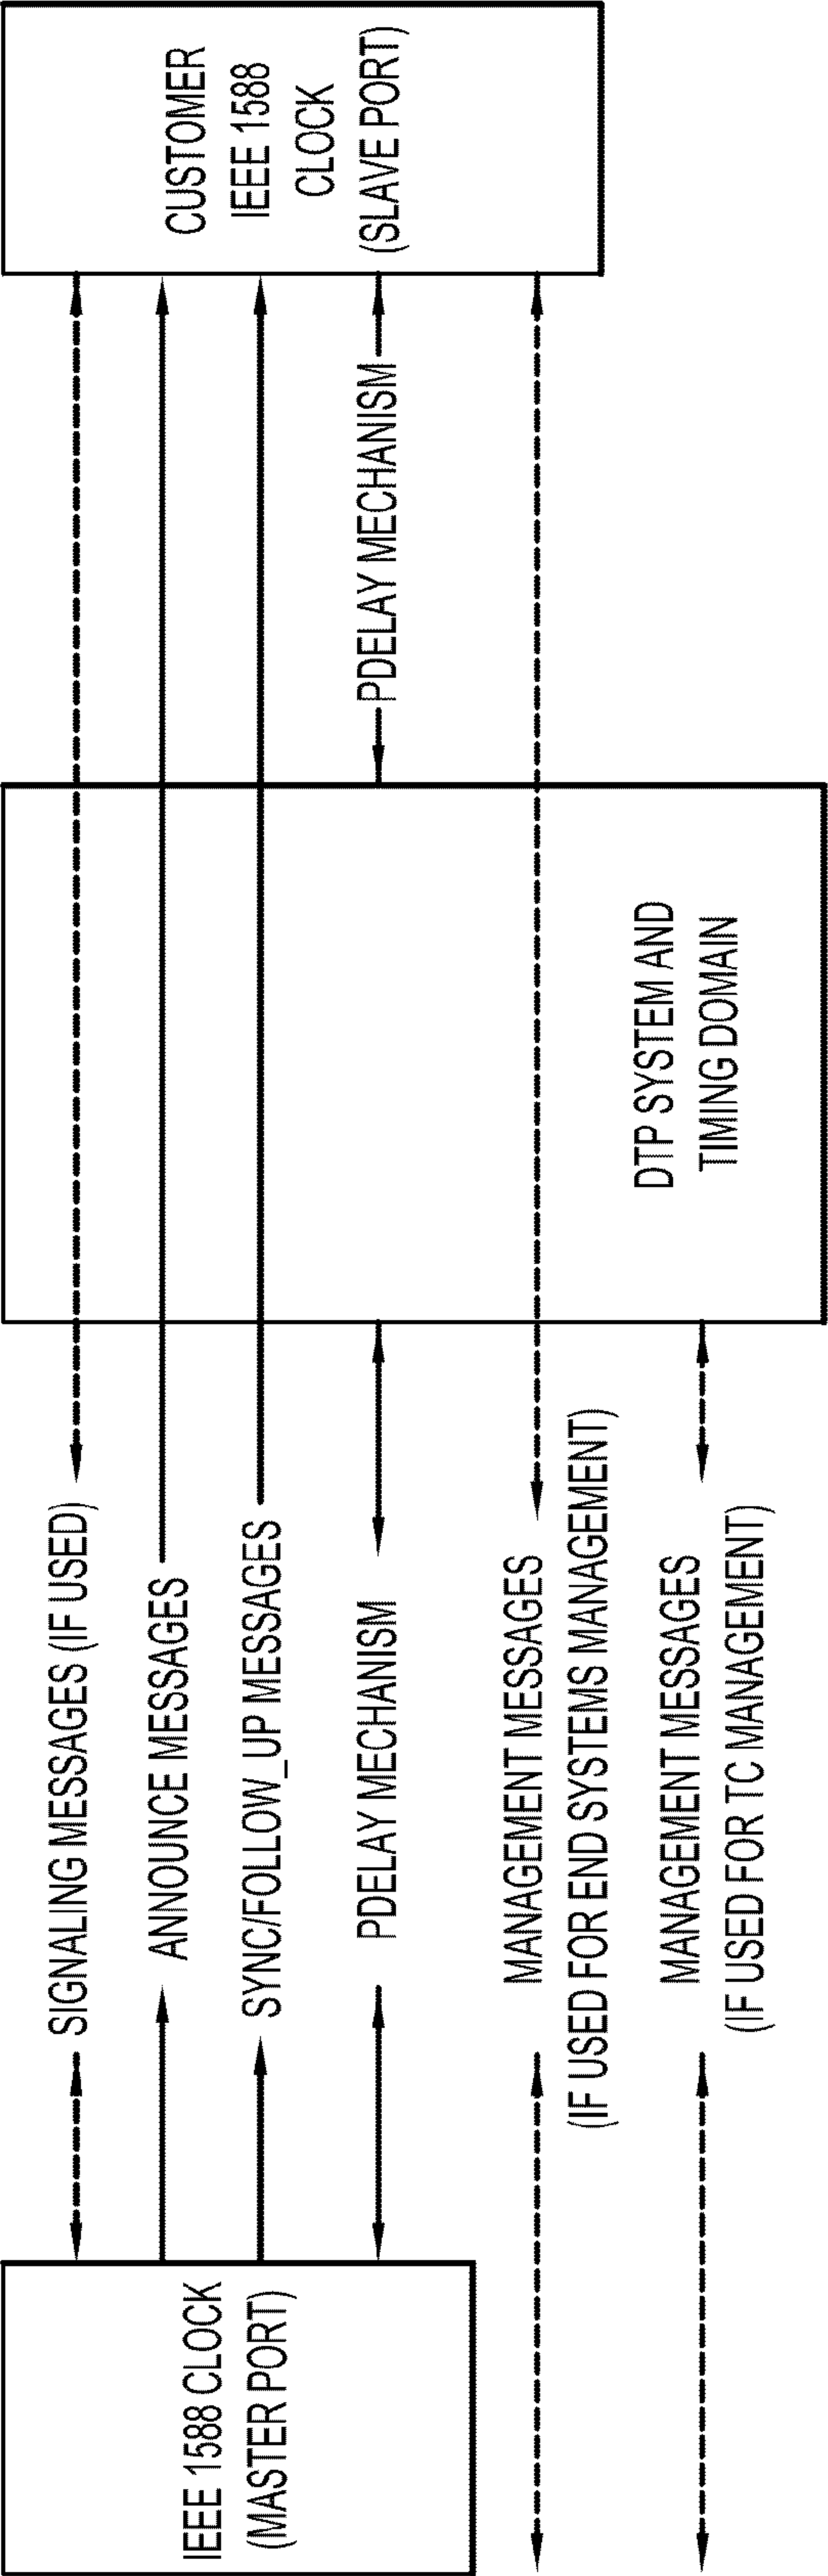 IEEE 1588 CLOCK
(MASTER PORT)
SIGNALING MESSAGES (IF USED)
ANNOUNCE MESSAGES
SYNC/FOLLOW_UP MESSAGES
PDELAY MECHANISM
MANAGEMENT MESSAGES
(IF USED FOR END SYSTEMS MANAGEMENT)
MANAGEMENT MESSAGES
(IF USED FOR TC MANAGEMENT)
DTP SYSTEM AND
TIMING DOMAIN
PDELAY MECHANISM
CUSTOMER
IEEE 1588
CLOCK
(SLAVE PORT)